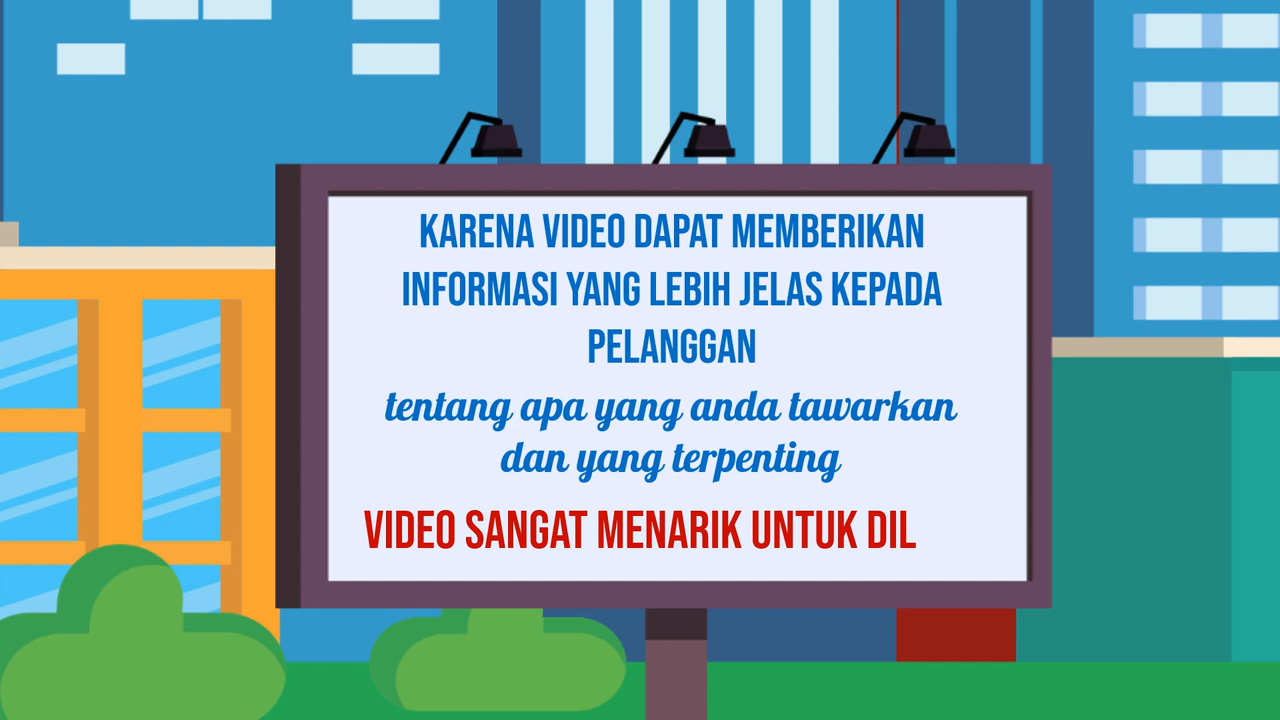 KARENA VIDEO DAPAT MEMBERIKAN
INFORMASI YANG LEBIH JELAS KEPADA
PELANGGAN
tentang apa yang anda tawarkan
dan yang terpenting
VIDEO SANGAT MENARIK UNTUK DIL